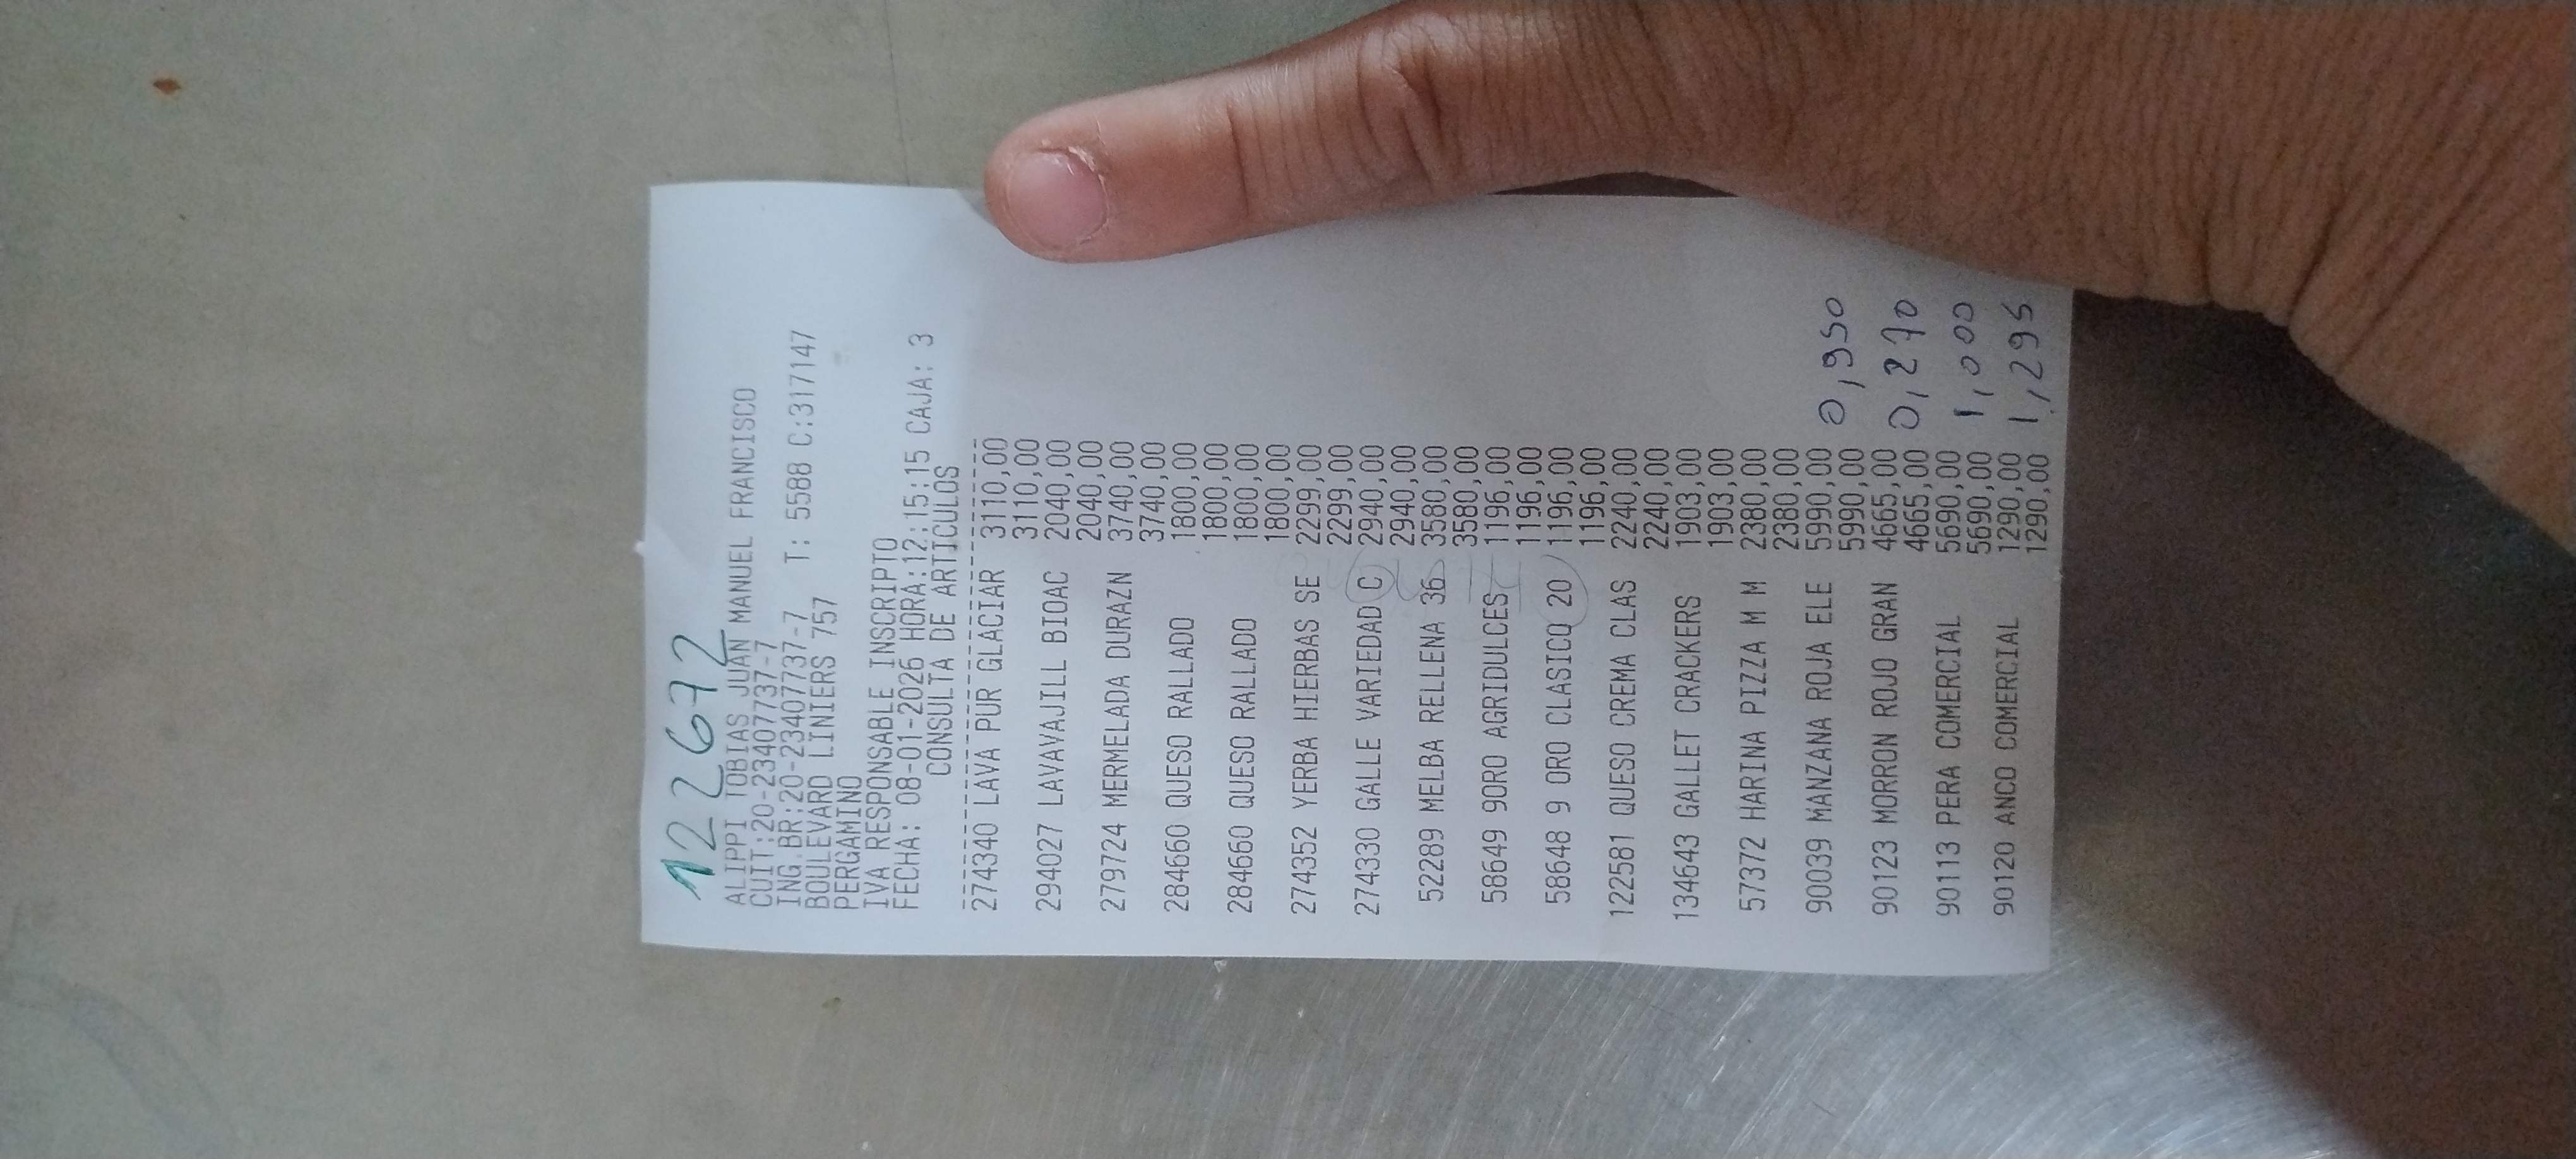 122672
ALIPPI TOBIAS JUAN MANUEL FRANCISCO
CUIT:20-23407737-7
ING.BR:20-23407737-7
BOULEVARD LINIERS 757 T: 5588 C:317147
PERGAMINO
IVA RESPONSABLE INSCRIPTO
FECHA: 08-01-2026 HORA:12:15:15 CAJA: 3
CONSULTA DE ARTICULOS
----------------------------------------
274340 LAVA PUR GLACIAR 3110,00
3110,00
294027 LAVAVAJILL BIOAC 2040,00
2040,00
279724 MERMELADA DURAZN 3740,00
3740,00
284660 QUESO RALLADO 1800,00
1800,00
284660 QUESO RALLADO 1800,00
1800,00
274352 YERBA HIERBAS SE 2299,00
2299,00
274330 GALLE VARIEDAD C 2940,00
2940,00
52289 MELBA RELLENA 36 3580,00
3580,00
58649 9ORO AGRIDULCES 1196,00
1196,00
58648 9 ORO CLASICO 20 1196,00
1196,00
122581 QUESO CREMA CLAS 2240,00
2240,00
134643 GALLET CRACKERS 1903,00
1903,00
57372 HARINA PIZZA M M 2380,00
2380,00
90039 MANZANA ROJA ELE 5990,00 0,950
5990,00
90123 MORRON ROJO GRAN 4665,00 0,270
4665,00
90113 PERA COMERCIAL 5690,00 1,000
5690,00
90120 ANCO COMERCIAL 1290,00 1,295
1290,00